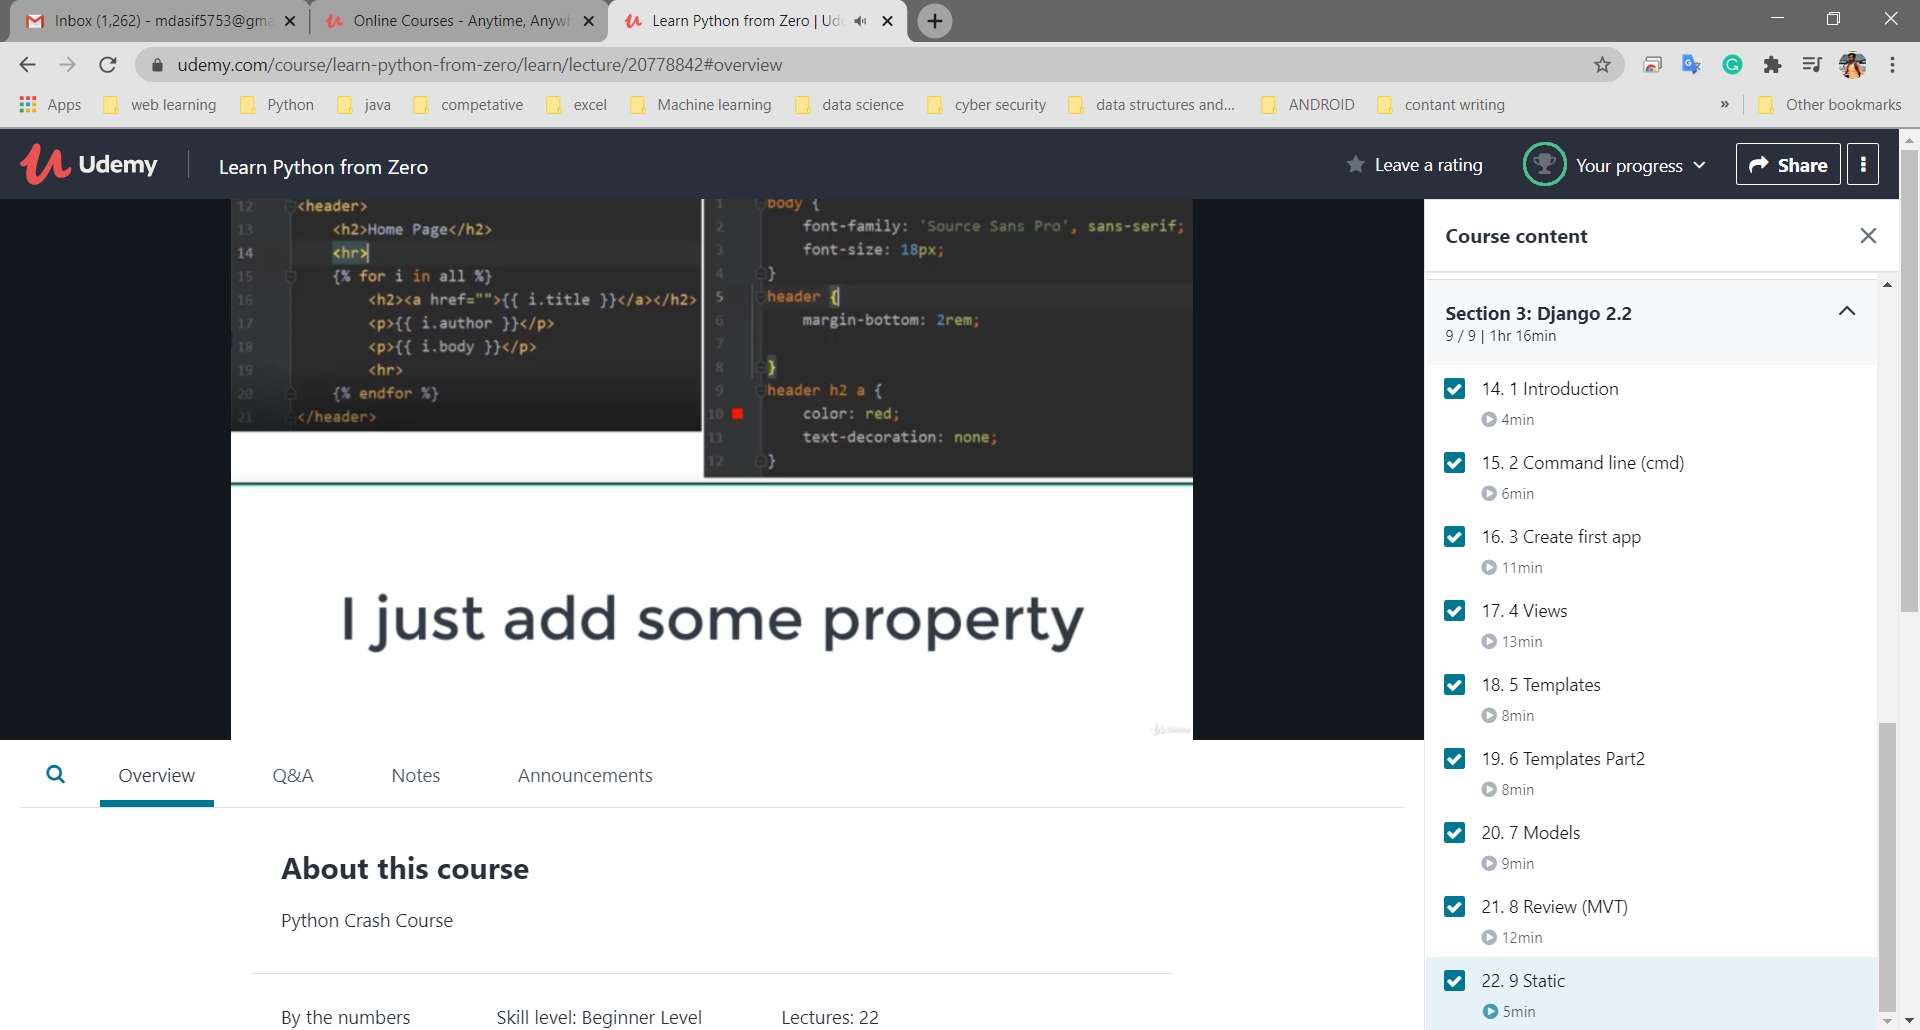 Inbox (1,262) - mdasif5753@gma
Online Courses - Anytime, Anywh
Learn Python from Zero | Ude
udemy.com/course/learn-python-from-zero/learn/lecture/20778842#overview
Apps web learning Python java competative excel Machine learning data science cyber security data structures and... ANDROID contant writing » Other bookmarks
Udemy Learn Python from Zero Leave a rating Your progress Share
12 <header>
13 <h2>Home Page</h2>
14 <hr>
15 {% for i in all %}
16 <h2><a href="">{{ i.title }}</a></h2>
17 <p>{{ i.author }}</p>
18 <p>{{ i.body }}</p>
19 <hr>
20 {% endfor %}
21 </header>
1 body {
2 font-family: 'Source Sans Pro', sans-serif;
3 font-size: 18px;
4 }
5 header {
6 margin-bottom: 2rem;
7
8 }
9 header h2 a {
10 color: red;
11 text-decoration: none;
12 }
I just add some property
Udemy
Course content
Section 3: Django 2.2
9 / 9 | 1hr 16min
14. 1 Introduction
4min
15. 2 Command line (cmd)
6min
16. 3 Create first app
11min
17. 4 Views
13min
18. 5 Templates
8min
19. 6 Templates Part2
8min
20. 7 Models
9min
21. 8 Review (MVT)
12min
22. 9 Static
5min
Overview Q&A Notes Announcements
About this course
Python Crash Course
By the numbers Skill level: Beginner Level Lectures: 22